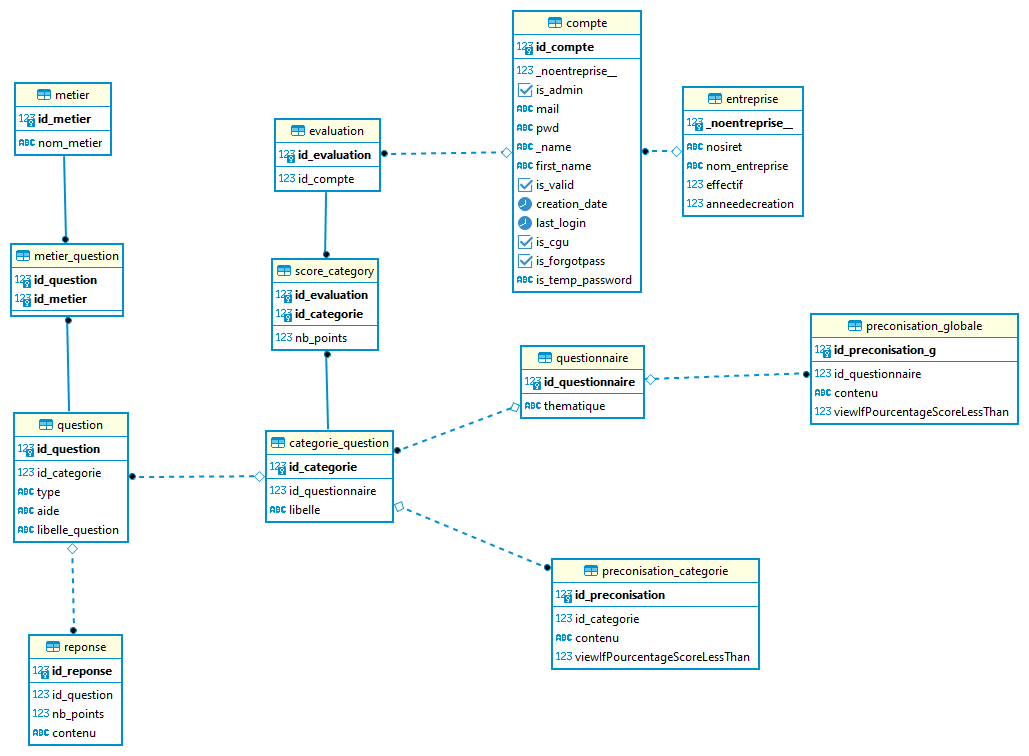 compte
123 id_compte
123 _noentreprise__
is_admin
ABC mail
ABC pwd
ABC _name
ABC first_name
is_valid
creation_date
last_login
is_cgu
is_forgotpass
ABC is_temp_password
metier
123 id_metier
ABC nom_metier
entreprise
123 _noentreprise__
ABC nosiret
ABC nom_entreprise
123 effectif
123 anneedecreation
evaluation
123 id_evaluation
123 id_compte
metier_question
123 id_question
123 id_metier
score_category
123 id_evaluation
123 id_categorie
123 nb_points
preconisation_globale
123 id_preconisation_g
123 id_questionnaire
ABC contenu
123 viewIfPourcentageScoreLessThan
questionnaire
123 id_questionnaire
ABC thematique
question
123 id_question
123 id_categorie
ABC type
ABC aide
ABC libelle_question
categorie_question
123 id_categorie
123 id_questionnaire
ABC libelle
preconisation_categorie
123 id_preconisation
123 id_categorie
ABC contenu
123 viewIfPourcentageScoreLessThan
reponse
123 id_reponse
123 id_question
123 nb_points
ABC contenu